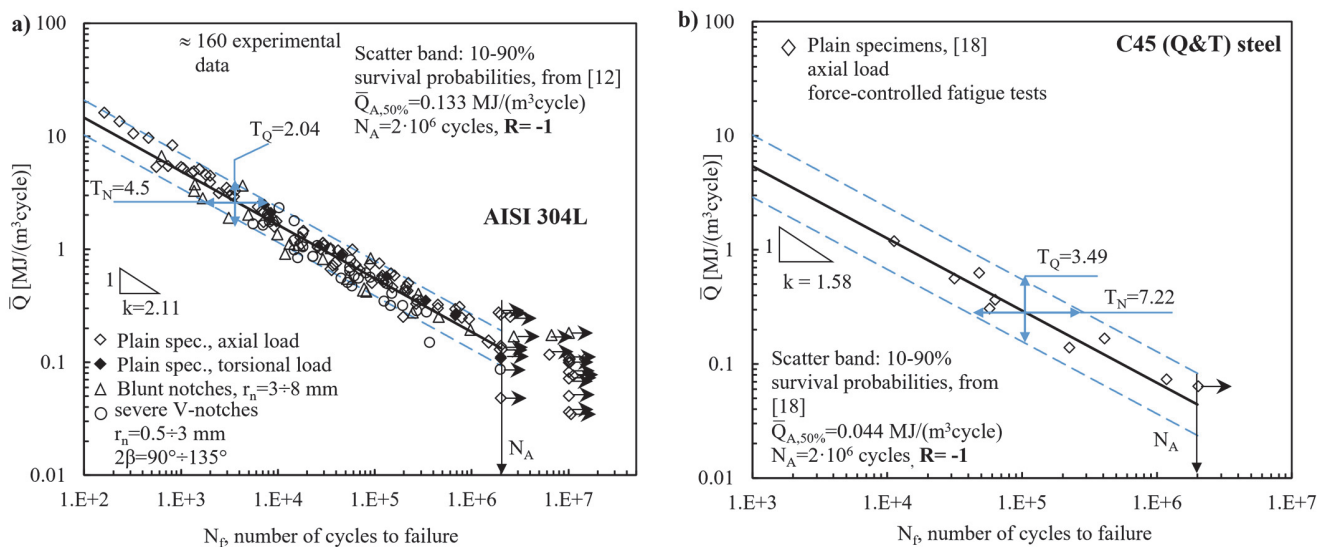 a)
≈ 160 experimental
data
Scatter band: 10-90%
survival probabilities, from [12]
Q̅A,50%=0.133 MJ/(m³cycle)
NA=2·10⁶ cycles, R= -1
TQ=2.04
TN=4.5
AISI 304L
1
k=2.11
Plain spec., axial load
Plain spec., torsional load
Blunt notches, rn=3÷8 mm
severe V-notches
rn=0.5÷3 mm
2β=90°÷135°
NA
Q̅ [MJ/(m³cycle)]
100
10
1
0.1
0.01
1.E+2 1.E+3 1.E+4 1.E+5 1.E+6 1.E+7
Nf, number of cycles to failure
b)
C45 (Q&T) steel
Plain specimens, [18]
axial load
force-controlled fatigue tests
TQ=3.49
TN=7.22
1
k = 1.58
Scatter band: 10-90%
survival probabilities, from
[18]
Q̅A,50%=0.044 MJ/(m³cycle)
NA=2·10⁶ cycles, R= -1
NA
Q̅ [MJ/(m³cycle)]
100
10
1
0.1
0.01
1.E+3 1.E+4 1.E+5 1.E+6 1.E+7
Nf, number of cycles to failure